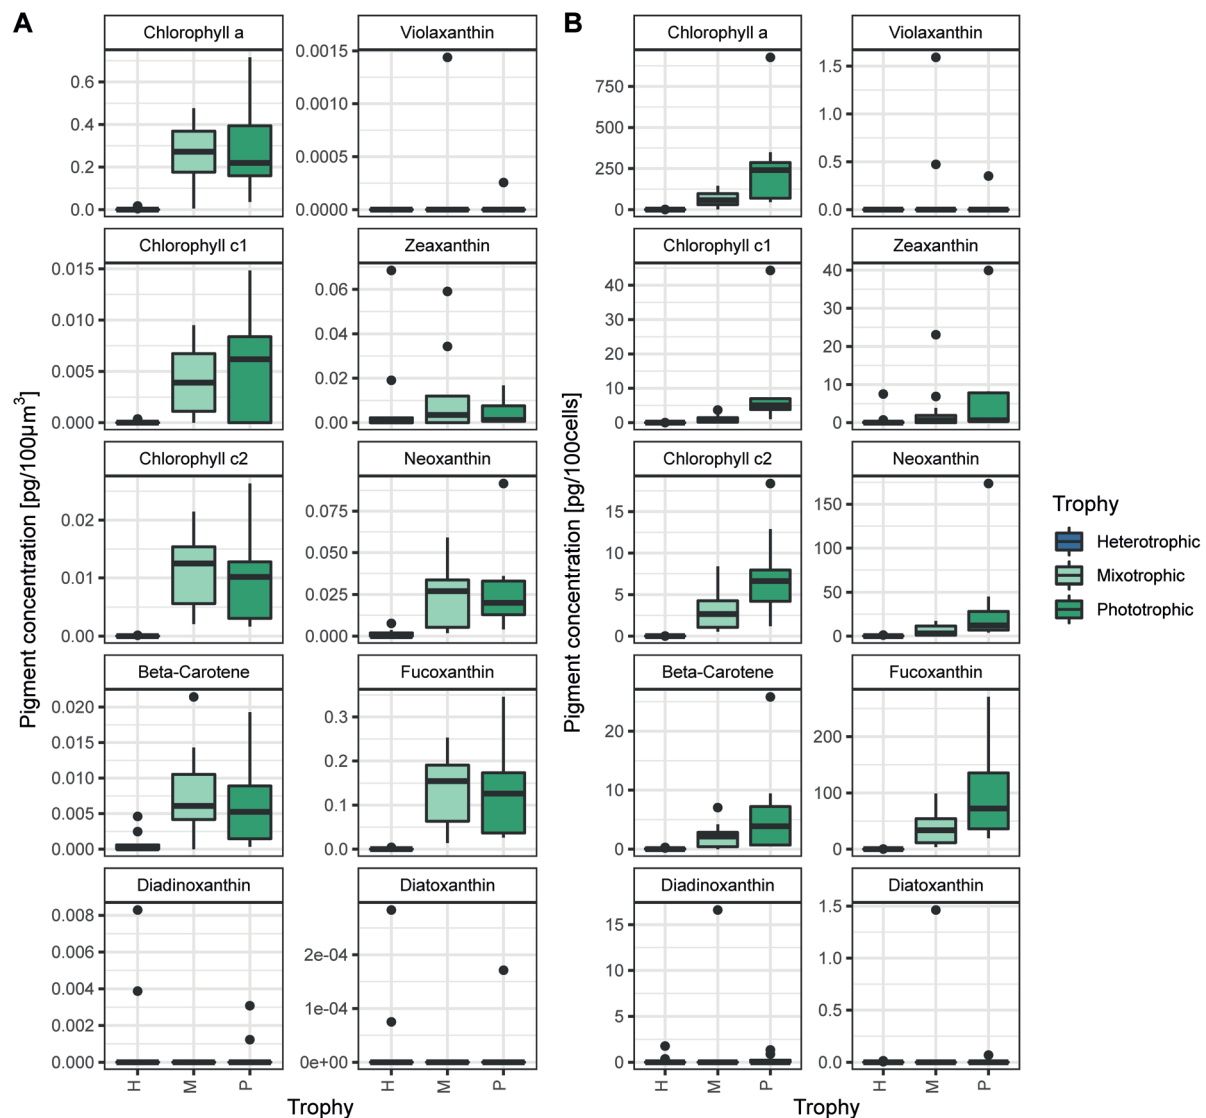 A
B
Chlorophyll a
Violaxanthin
Chlorophyll a
Violaxanthin
0.6
0.4
0.2
0.0
0.0015
0.0010
0.0005
0.0000
750
500
250
0
1.5
1.0
0.5
0.0
Chlorophyll c1
Zeaxanthin
Chlorophyll c1
Zeaxanthin
0.015
0.010
0.005
0.000
0.06
0.04
0.02
0.00
40
30
20
10
0
40
30
20
10
0
Chlorophyll c2
Neoxanthin
Chlorophyll c2
Neoxanthin
0.02
0.01
0.00
0.075
0.050
0.025
0.000
15
10
5
0
150
100
50
0
Beta-Carotene
Fucoxanthin
Beta-Carotene
Fucoxanthin
0.020
0.015
0.010
0.005
0.000
0.3
0.2
0.1
0.0
20
10
0
200
100
0
Diadinoxanthin
Diatoxanthin
Diadinoxanthin
Diatoxanthin
0.008
0.006
0.004
0.002
0.000
2e-04
1e-04
0e+00
15
10
5
0
1.5
1.0
0.5
0.0
H M P
H M P
H M P
H M P
Trophy
Trophy
Pigment concentration [pg/100µm³]
Pigment concentration [pg/100cells]
Trophy
Heterotrophic
Mixotrophic
Phototrophic